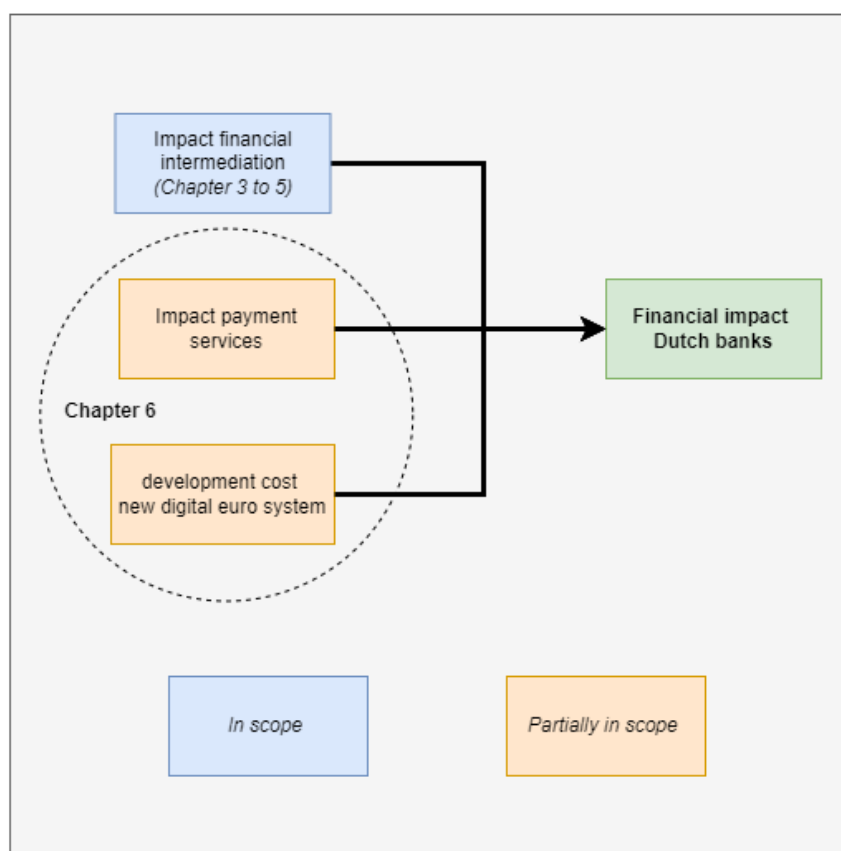 Impact financial
intermediation
(Chapter 3 to 5)
Impact payment
services
Financial impact
Dutch banks
Chapter 6
development cost
new digital euro system
In scope
Partially in scope